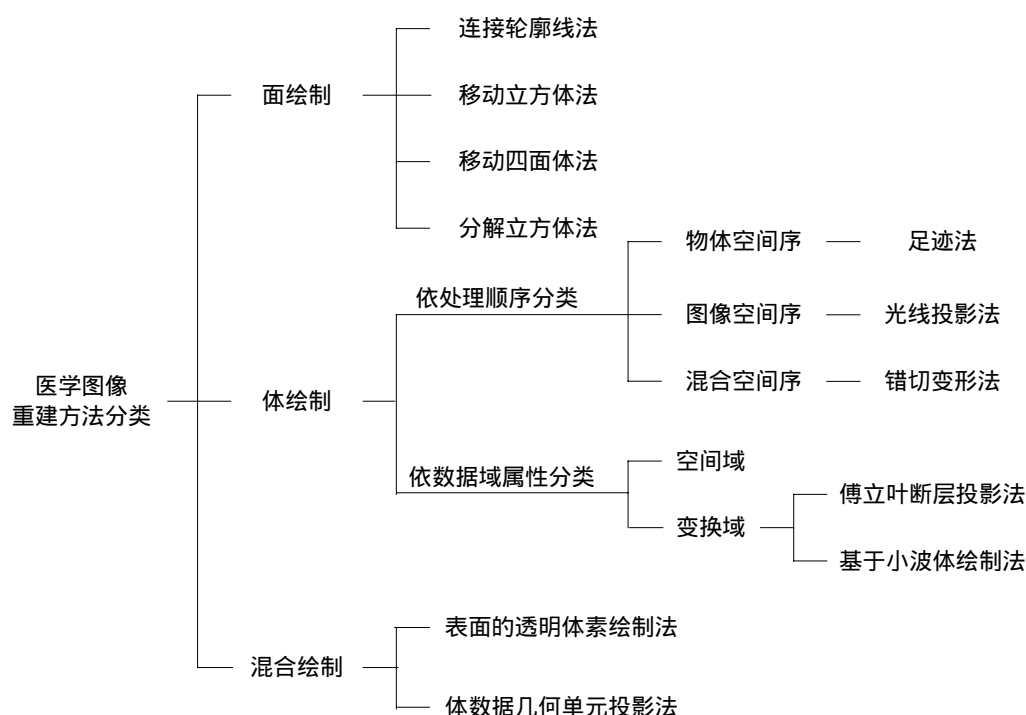 连接轮廓线法
面绘制
移动立方体法
移动四面体法
分解立方体法
物体空间序
足迹法
依处理顺序分类
图像空间序
光线投影法
医学图像
重建方法分类
体绘制
混合空间序
错切变形法
依数据域属性分类
空间域
傅立叶断层投影法
变换域
基于小波体绘制法
表面的透明体素绘制法
混合绘制
体数据几何单元投影法